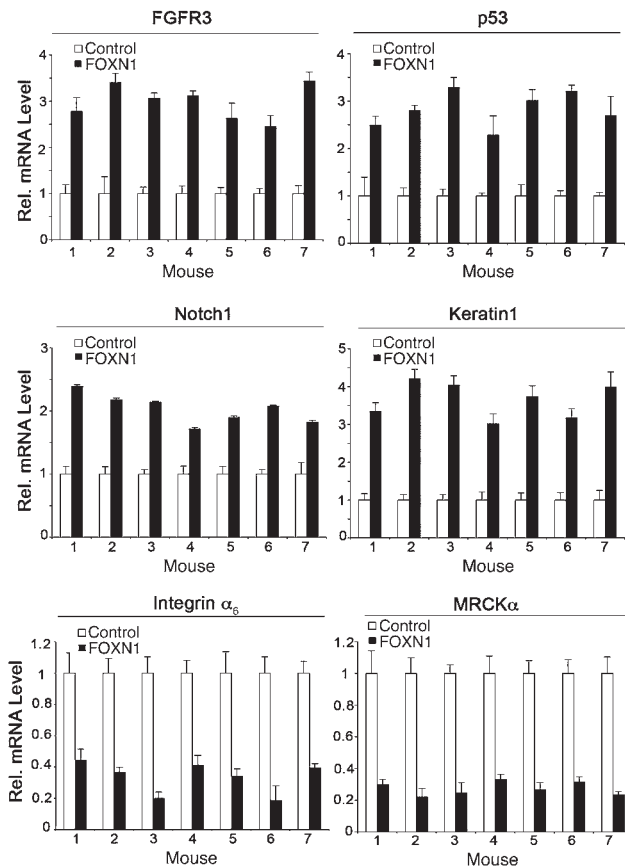 FGFR3
Control
FOXN1
Rel. mRNA Level
4
3
2
1
0
1 2 3 4 5 6 7
Mouse
p53
Control
FOXN1
4
3
2
1
0
1 2 3 4 5 6 7
Mouse
Notch1
Control
FOXN1
Rel. mRNA Level
3
2
1
0
1 2 3 4 5 6 7
Mouse
Keratin1
Control
FOXN1
5
4
3
2
1
0
1 2 3 4 5 6 7
Mouse
Integrin α6
Control
FOXN1
Rel. mRNA Level
1.2
1
0.8
0.6
0.4
0.2
0
1 2 3 4 5 6 7
Mouse
MRCKα
Control
FOXN1
1.2
1
0.8
0.6
0.4
0.2
0
1 2 3 4 5 6 7
Mouse